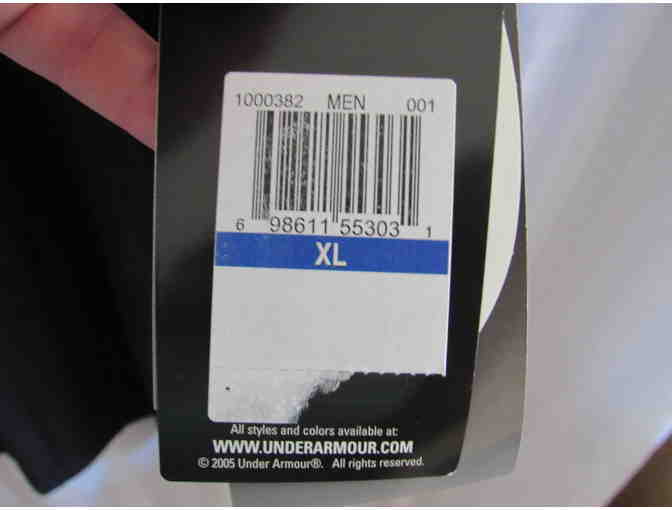 1000382 MEN 001
6 98611 55303 1
XL
All styles and colors available at:
WWW.UNDERARMOUR.COM
© 2005 Under Armour®. All rights reserved.